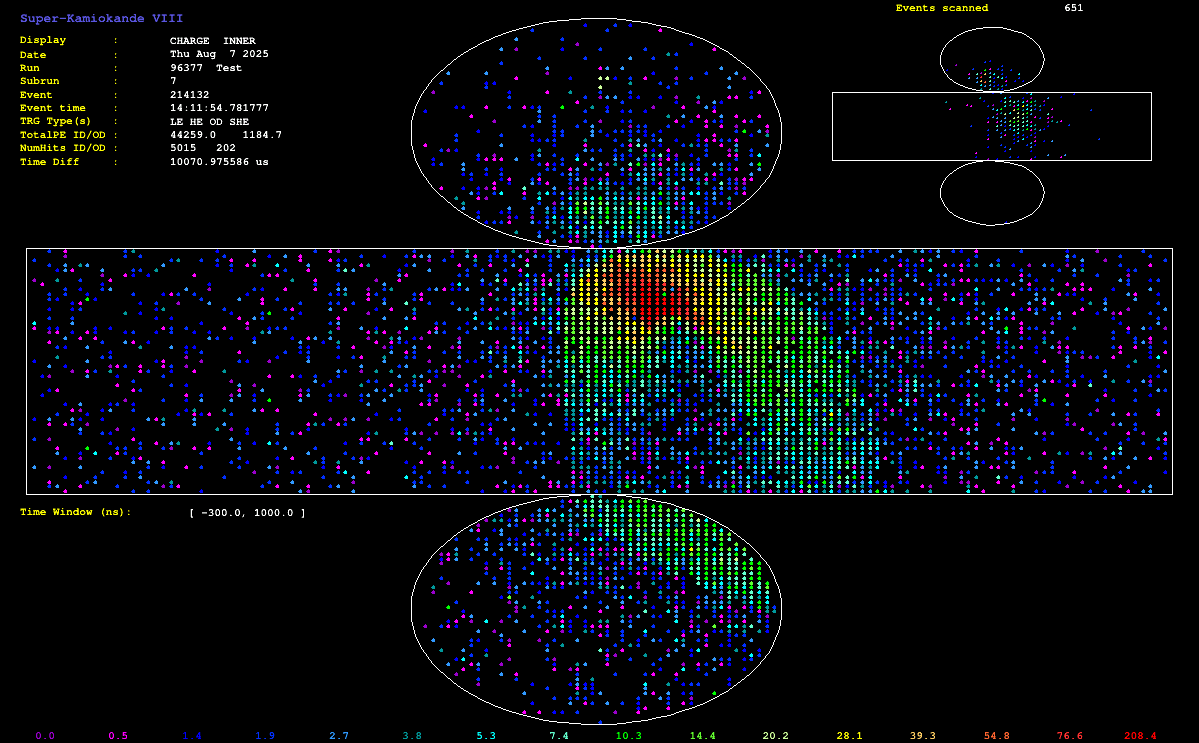 Super-Kamiokande VIII
Display : CHARGE INNER
Date : Thu Aug 7 2025
Run : 96377 Test
Subrun : 7
Event : 214132
Event time : 14:11:54.781777
TRG Type(s) : LE HE OD SHE
TotalPE ID/OD : 44259.0 1184.7
NumHits ID/OD : 5015 202
Time Diff : 10070.975586 us
Events scanned 651
Time Window (ns): [ -300.0, 1000.0 ]
0.0 0.5 1.4 1.9 2.7 3.8 5.3 7.4 10.3 14.4 20.2 28.1 39.3 54.8 76.6 208.4